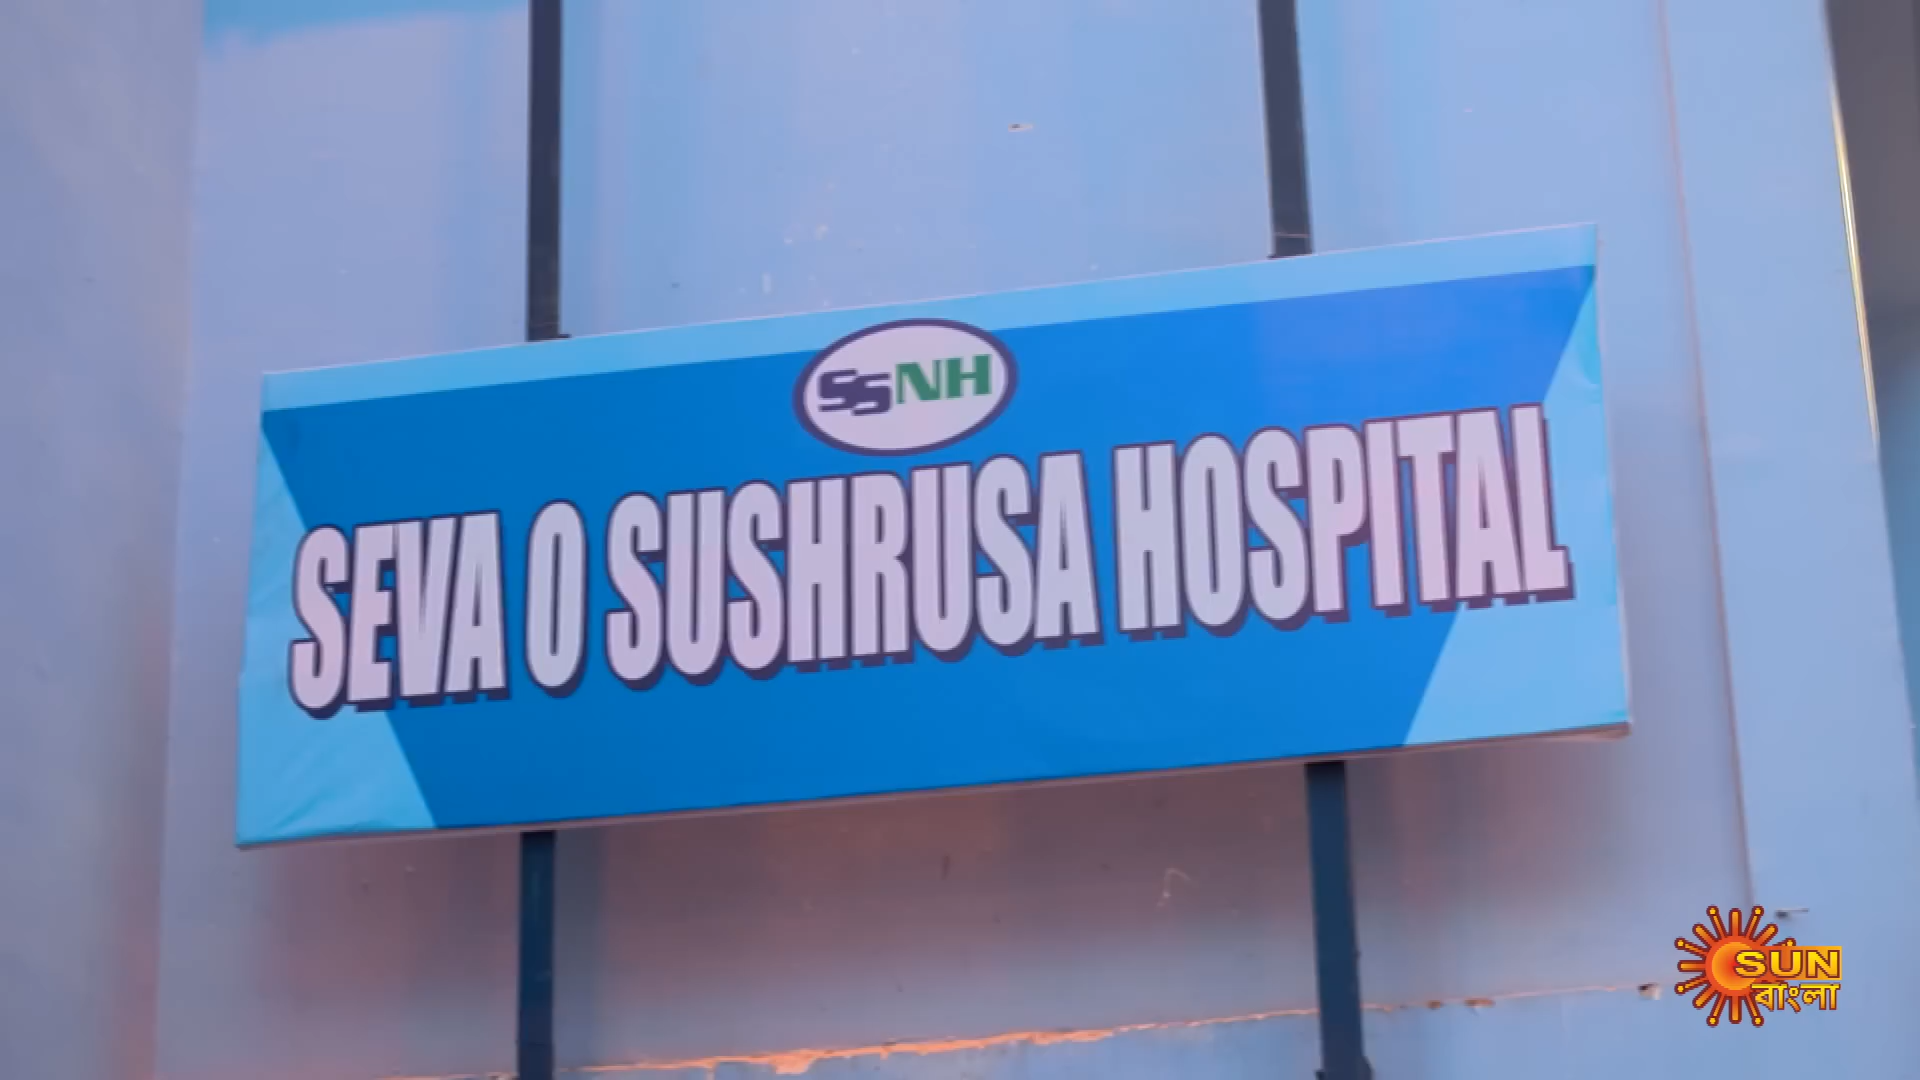 SSNH
SEVA O SUSHRUSA HOSPITAL
SUN
বাংলা